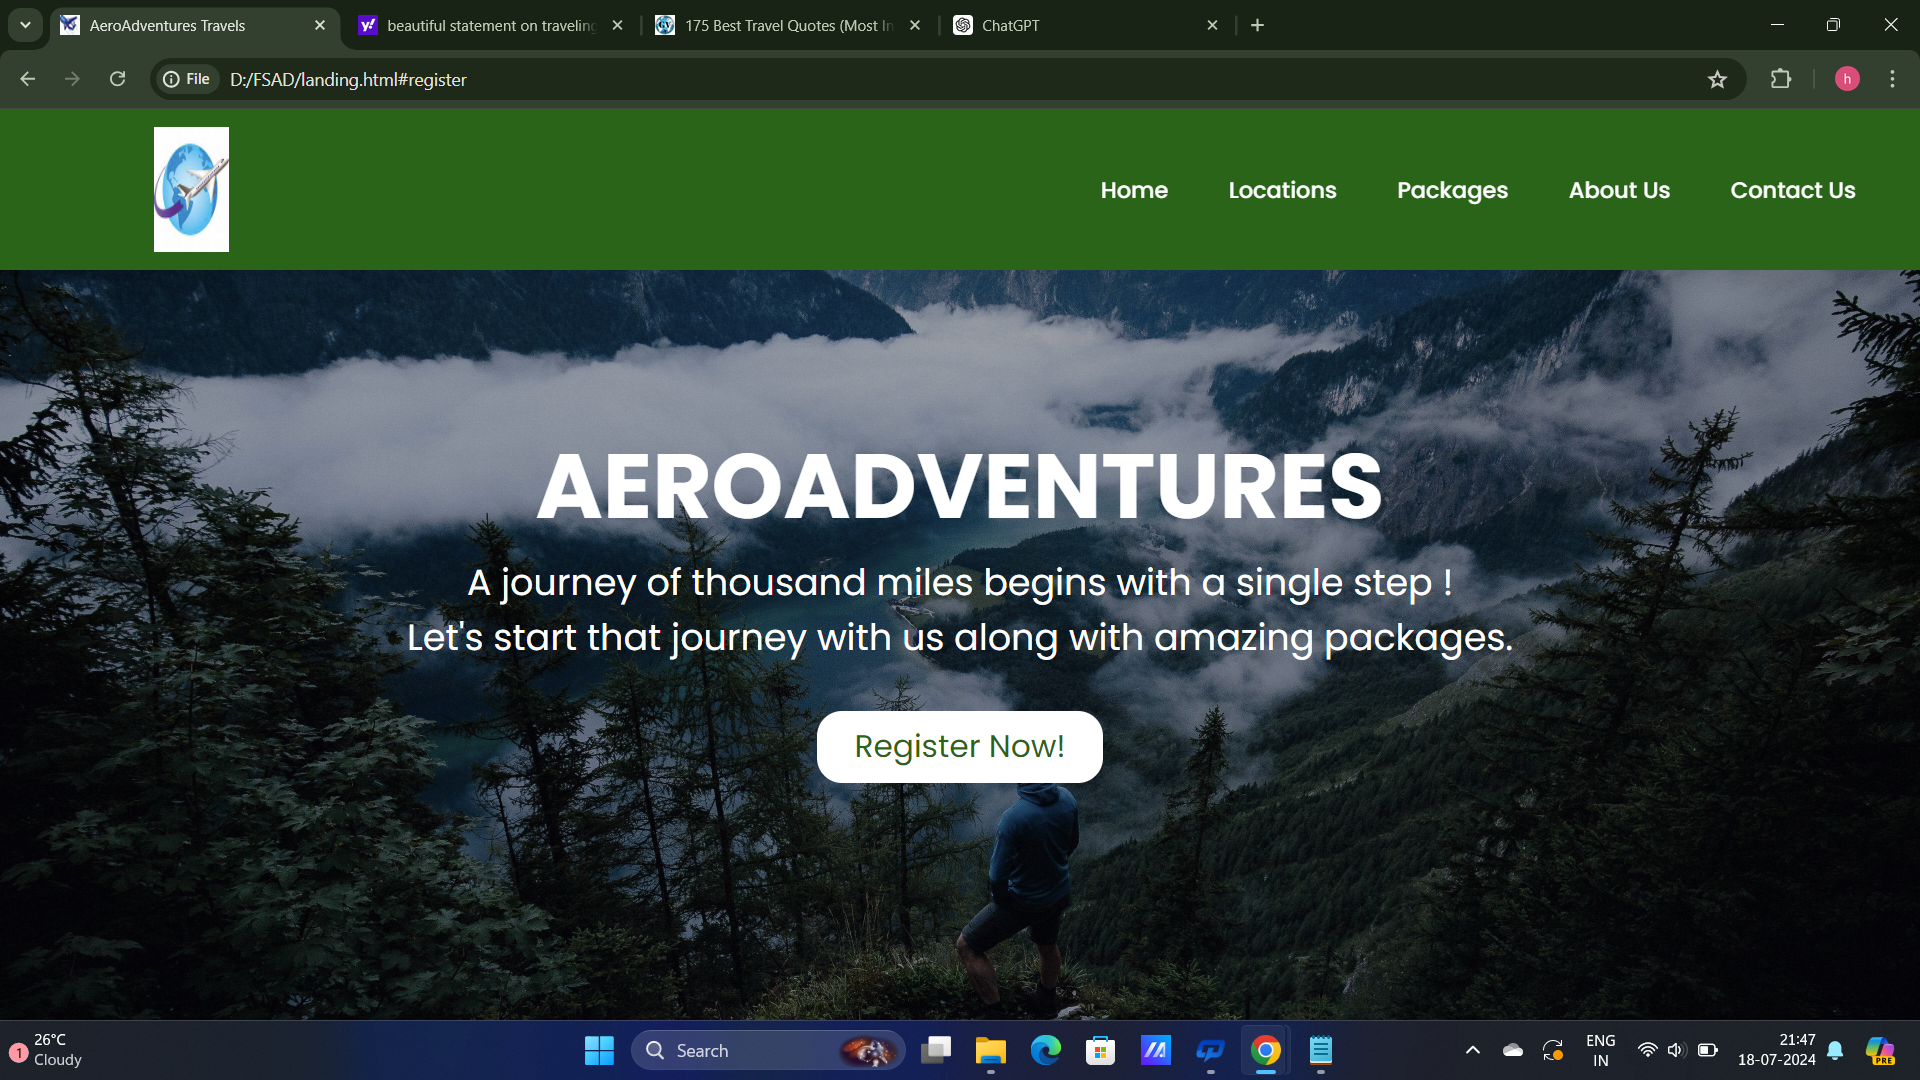 AeroAdventures Travels
beautiful statement on traveling
175 Best Travel Quotes (Most In
ChatGPT
File D:/FSAD/landing.html#register
h
Home Locations Packages About Us Contact Us
AEROADVENTURES
A journey of thousand miles begins with a single step !
Let's start that journey with us along with amazing packages.
Register Now!
1
26°C
Cloudy
Search
ENG
IN
21:47
18-07-2024
PRE